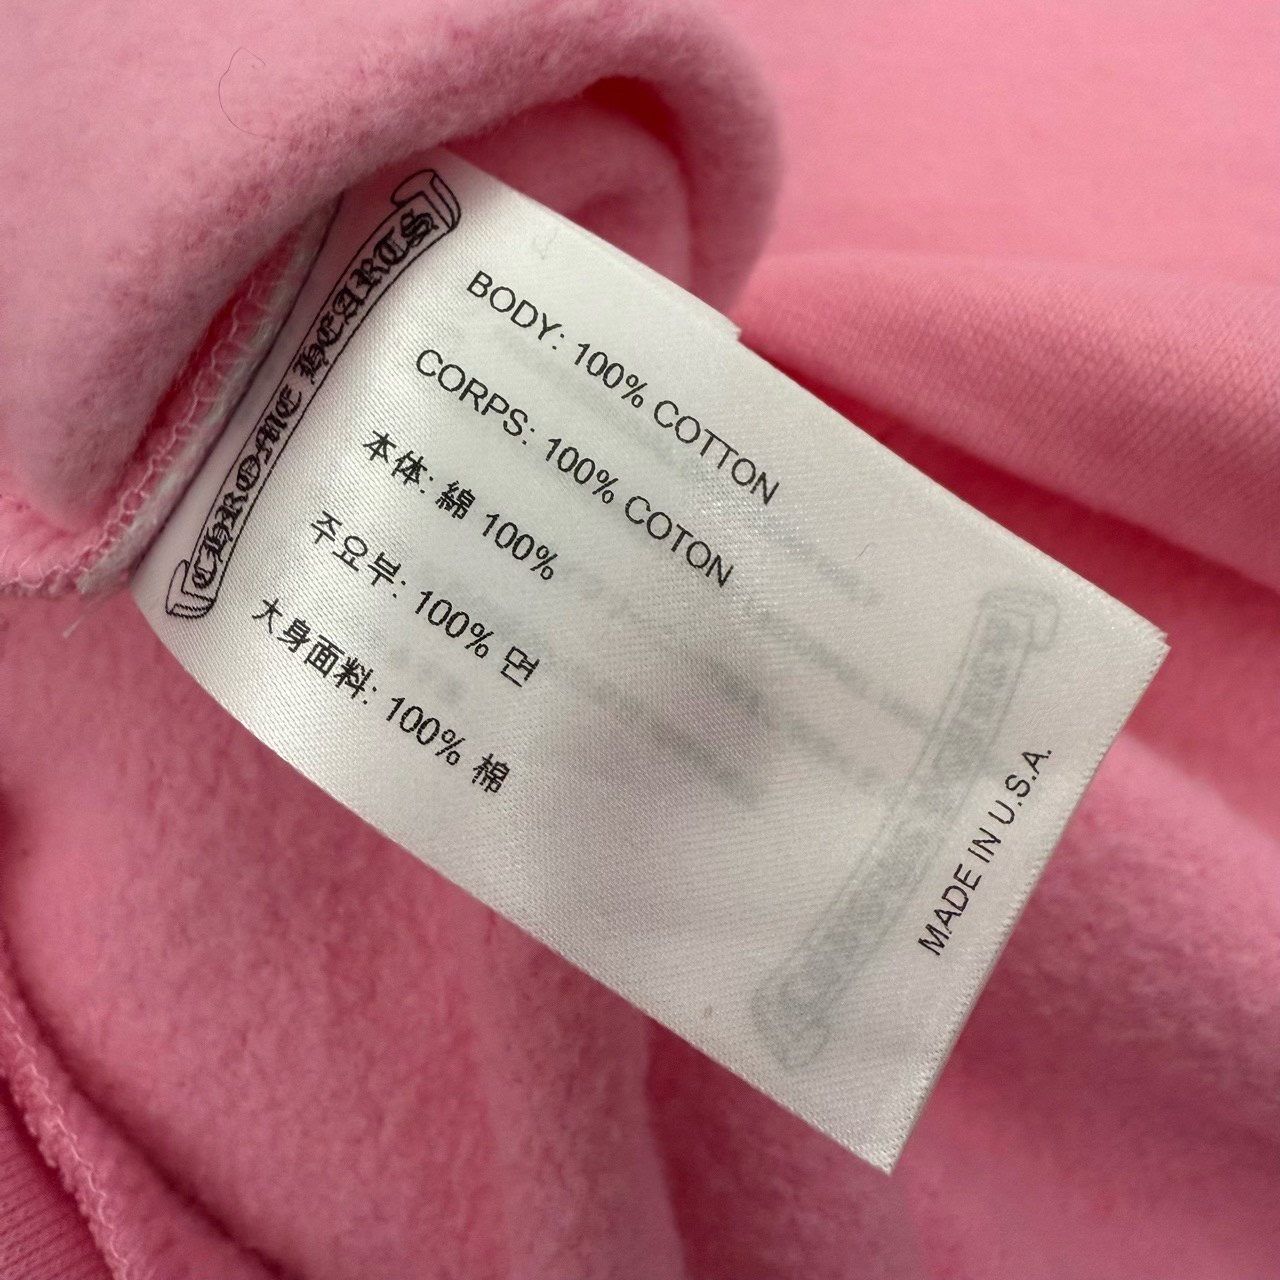 CHROME HEARTS
BODY: 100% COTTON
CORPS: 100% COTON
本体: 綿 100%
주요부: 100% 면
大身面料: 100% 棉
MADE IN U.S.A.